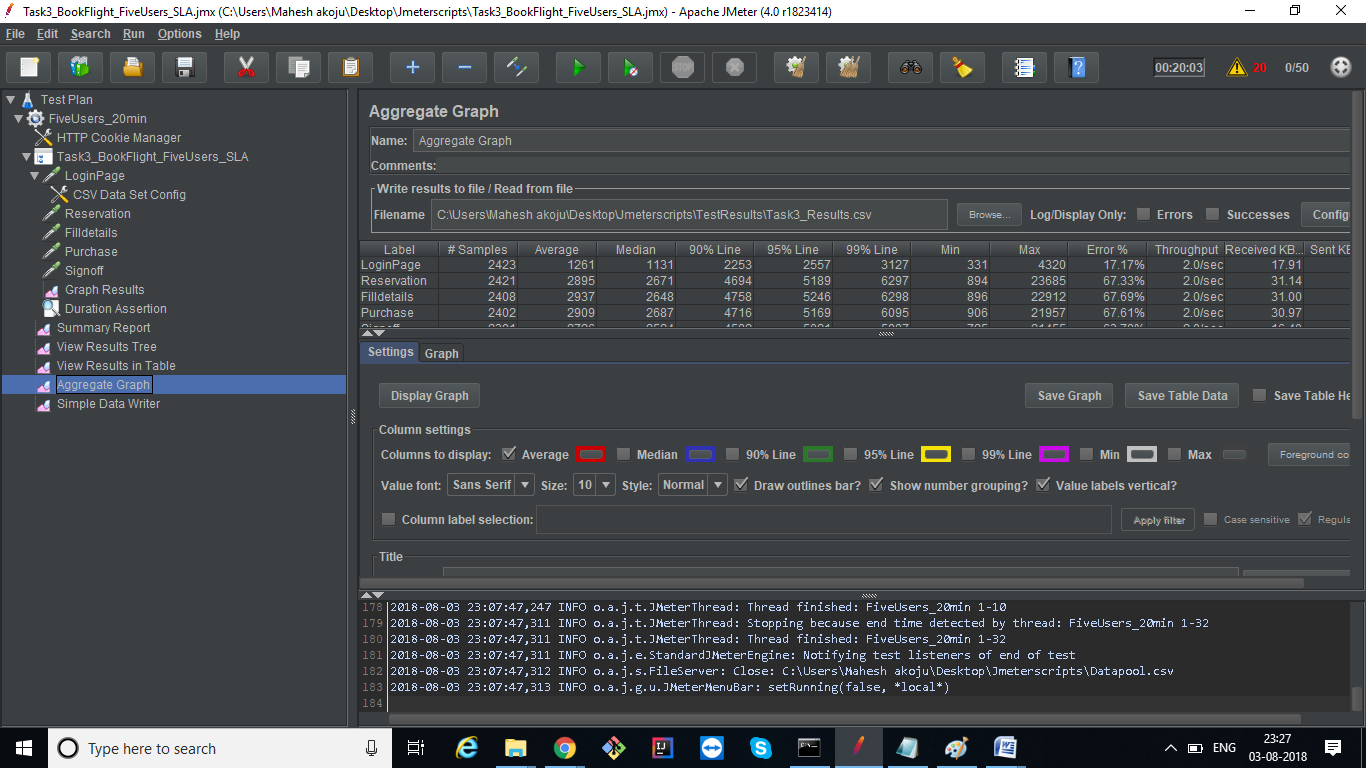 Task3_BookFlight_FiveUsers_SLA.jmx (C:\Users\Mahesh akoju\Desktop\Jmeterscripts\Task3_BookFlight_FiveUsers_SLA.jmx) - Apache JMeter (4.0 r1823414)
File Edit Search Run Options Help
STOP 00:20:03 20 0/50
Test Plan
FiveUsers_20min
HTTP Cookie Manager
Task3_BookFlight_FiveUsers_SLA
LoginPage
CSV Data Set Config
Reservation
Filldetails
Purchase
Signoff
Graph Results
Duration Assertion
Summary Report
View Results Tree
View Results in Table
Aggregate Graph
Simple Data Writer
Aggregate Graph
Name: Aggregate Graph
Comments:
Write results to file / Read from file
Filename C:\Users\Mahesh akoju\Desktop\Jmeterscripts\TestResults\Task3_Results.csv Browse... Log/Display Only: Errors Successes Config
Label # Samples Average Median 90% Line 95% Line 99% Line Min Max Error % Throughput Received KB... Sent KB
LoginPage 2423 1261 1131 2253 2557 3127 331 4320 17.17% 2.0/sec 17.91
Reservation 2421 2895 2671 4694 5189 6297 894 23685 67.33% 2.0/sec 31.14
Filldetails 2408 2937 2648 4758 5246 6298 896 22912 67.69% 2.0/sec 31.00
Purchase 2402 2909 2687 4716 5169 6095 906 21957 67.61% 2.0/sec 30.97
Signoff
Settings Graph
Display Graph Save Graph Save Table Data Save Table He
Column settings
Columns to display: Average Median 90% Line 95% Line 99% Line Min Max Foreground co
Value font: Sans Serif Size: 10 Style: Normal Draw outlines bar? Show number grouping? Value labels vertical?
Column label selection: Apply filter Case sensitive Regula
Title
178 2018-08-03 23:07:47,247 INFO o.a.j.t.JMeterThread: Thread finished: FiveUsers_20min 1-10
179 2018-08-03 23:07:47,311 INFO o.a.j.t.JMeterThread: Stopping because end time detected by thread: FiveUsers_20min 1-32
180 2018-08-03 23:07:47,311 INFO o.a.j.t.JMeterThread: Thread finished: FiveUsers_20min 1-32
181 2018-08-03 23:07:47,311 INFO o.a.j.e.StandardJMeterEngine: Notifying test listeners of end of test
182 2018-08-03 23:07:47,312 INFO o.a.j.s.FileServer: Close: C:\Users\Mahesh akoju\Desktop\Jmeterscripts\Datapool.csv
183 2018-08-03 23:07:47,313 INFO o.a.j.g.u.JMeterMenuBar: setRunning(false, *local*)
184
Type here to search ENG 23:27
03-08-2018